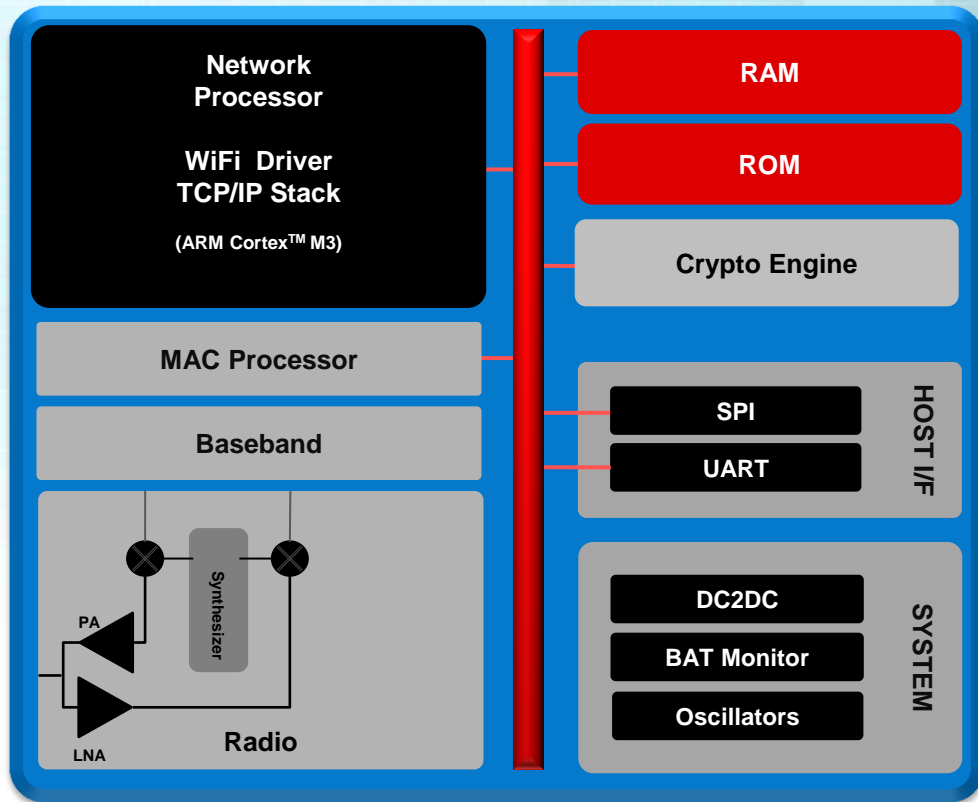 Network
Processor
WiFi Driver
TCP/IP Stack
(ARM Cortex™ M3)
MAC Processor
Baseband
Synthesizer
PA
LNA
Radio
RAM
ROM
Crypto Engine
SPI
UART
HOST I/F
DC2DC
BAT Monitor
Oscillators
SYSTEM